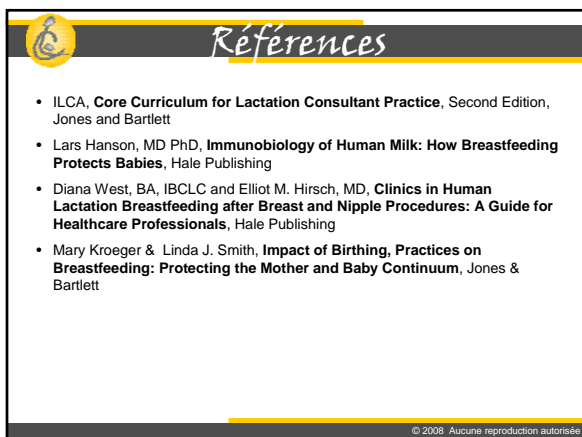 Références
• ILCA, Core Curriculum for Lactation Consultant Practice, Second Edition,
Jones and Bartlett
• Lars Hanson, MD PhD, Immunobiology of Human Milk: How Breastfeeding
Protects Babies, Hale Publishing
• Diana West, BA, IBCLC and Elliot M. Hirsch, MD, Clinics in Human
Lactation Breastfeeding after Breast and Nipple Procedures: A Guide for
Healthcare Professionals, Hale Publishing
• Mary Kroeger & Linda J. Smith, Impact of Birthing, Practices on
Breastfeeding: Protecting the Mother and Baby Continuum, Jones &
Bartlett
© 2008 Aucune reproduction autorisée